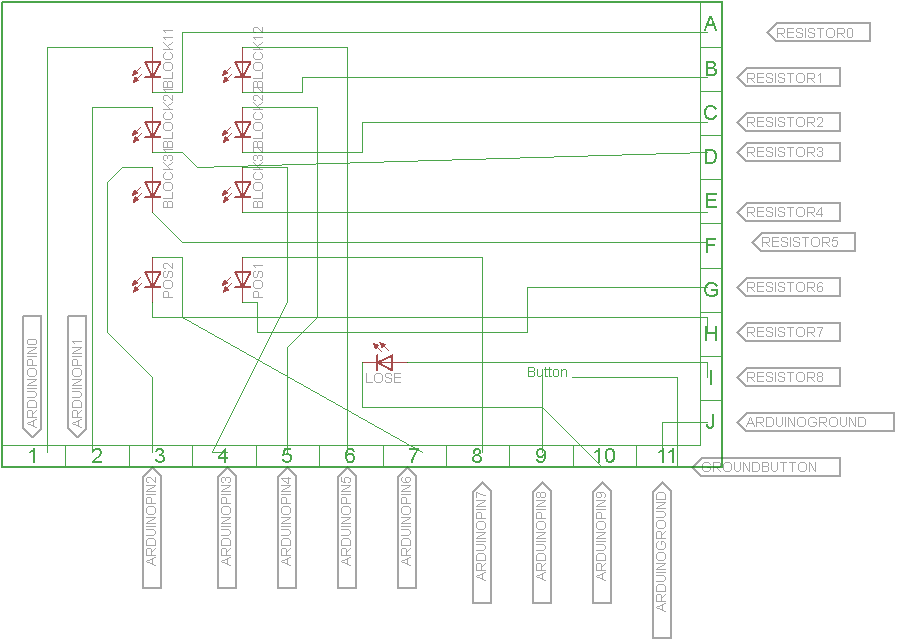 A
RESISTOR0
BLOCK11
BLOCK12
B
RESISTOR1
BLOCK21
BLOCK22
C
RESISTOR2
D
RESISTOR3
BLOCK31
BLOCK32
E
RESISTOR4
F
RESISTOR5
POS2
POS1
G
RESISTOR6
H
RESISTOR7
ARDUINOPIN0
ARDUINOPIN1
LOSE
Button
I
RESISTOR8
J
ARDUINOGROUND
1 2 3 4 5 6 7 8 9 10 11
GROUNDBUTTON
ARDUINOPIN2
ARDUINOPIN3
ARDUINOPIN4
ARDUINOPIN5
ARDUINOPIN6
ARDUINOPIN7
ARDUINOPIN8
ARDUINOPIN9
ARDUINOGROUND